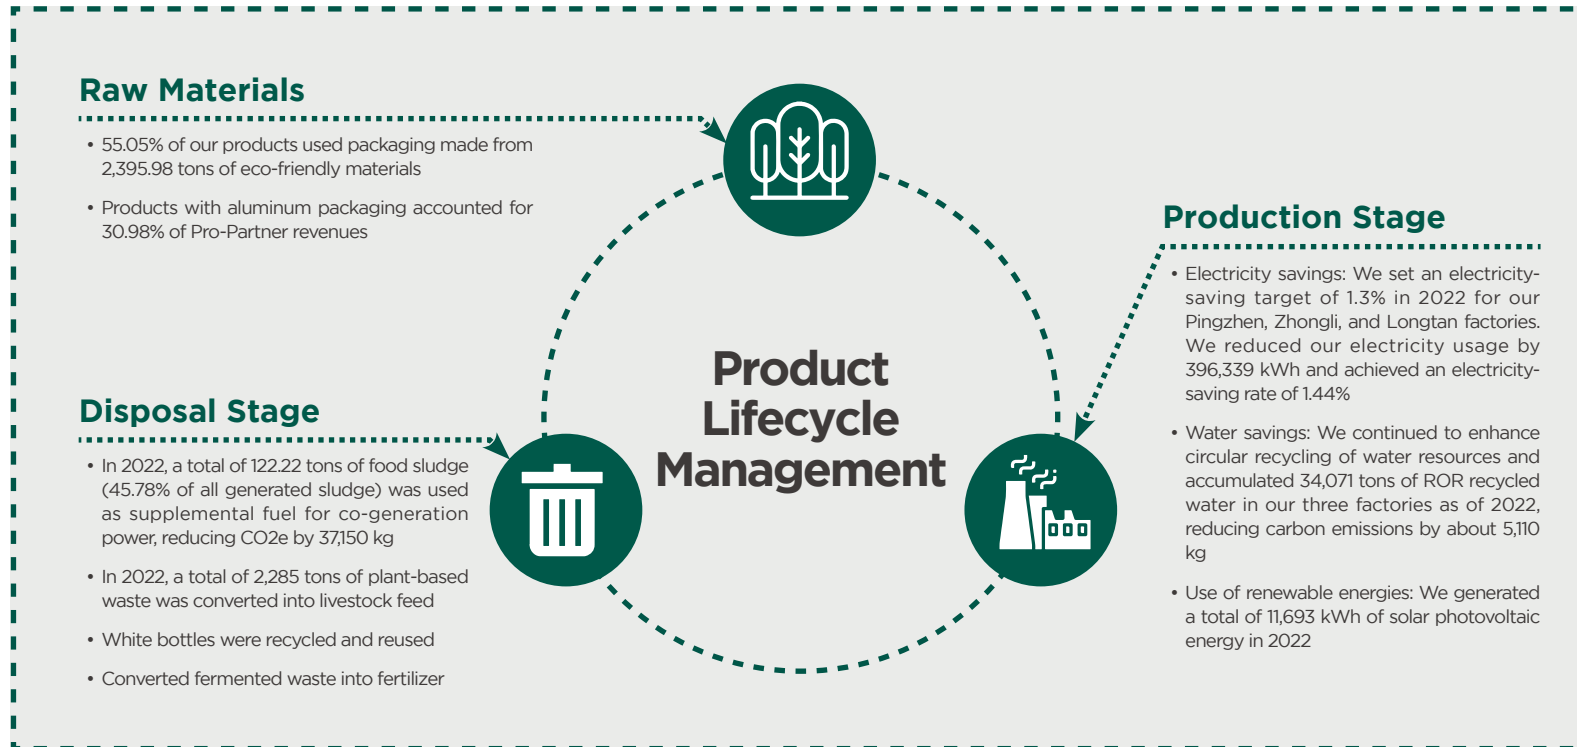 Raw Materials
• 55.05% of our products used packaging made from
2,395.98 tons of eco-friendly materials
• Products with aluminum packaging accounted for
30.98% of Pro-Partner revenues
Production Stage
• Electricity savings: We set an electricity-
saving target of 1.3% in 2022 for our
Pingzhen, Zhongli, and Longtan factories.
We reduced our electricity usage by
396,339 kWh and achieved an electricity-
saving rate of 1.44%
• Water savings: We continued to enhance
circular recycling of water resources and
accumulated 34,071 tons of ROR recycled
water in our three factories as of 2022,
reducing carbon emissions by about 5,110
kg
• Use of renewable energies: We generated
a total of 11,693 kWh of solar photovoltaic
energy in 2022
Product
Lifecycle
Management
Disposal Stage
• In 2022, a total of 122.22 tons of food sludge
(45.78% of all generated sludge) was used
as supplemental fuel for co-generation
power, reducing CO2e by 37,150 kg
• In 2022, a total of 2,285 tons of plant-based
waste was converted into livestock feed
• White bottles were recycled and reused
• Converted fermented waste into fertilizer